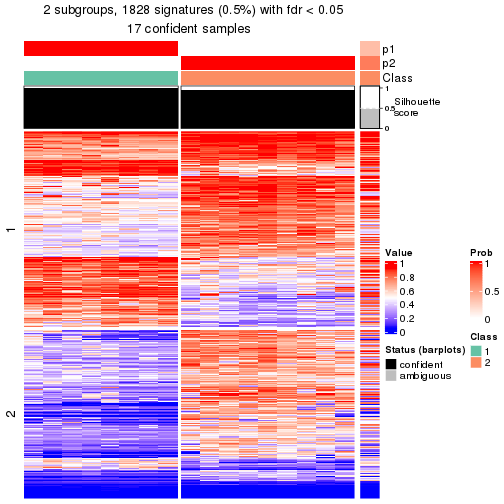 2 subgroups, 1828 signatures (0.5%) with fdr < 0.05
17 confident samples
p1
p2
Class
1
0.5
0
Silhouette
score
1
2
Value
1
0.8
0.6
0.4
0.2
0
Prob
1
0.5
0
Status (barplots)
confident
ambiguous
Class
1
2